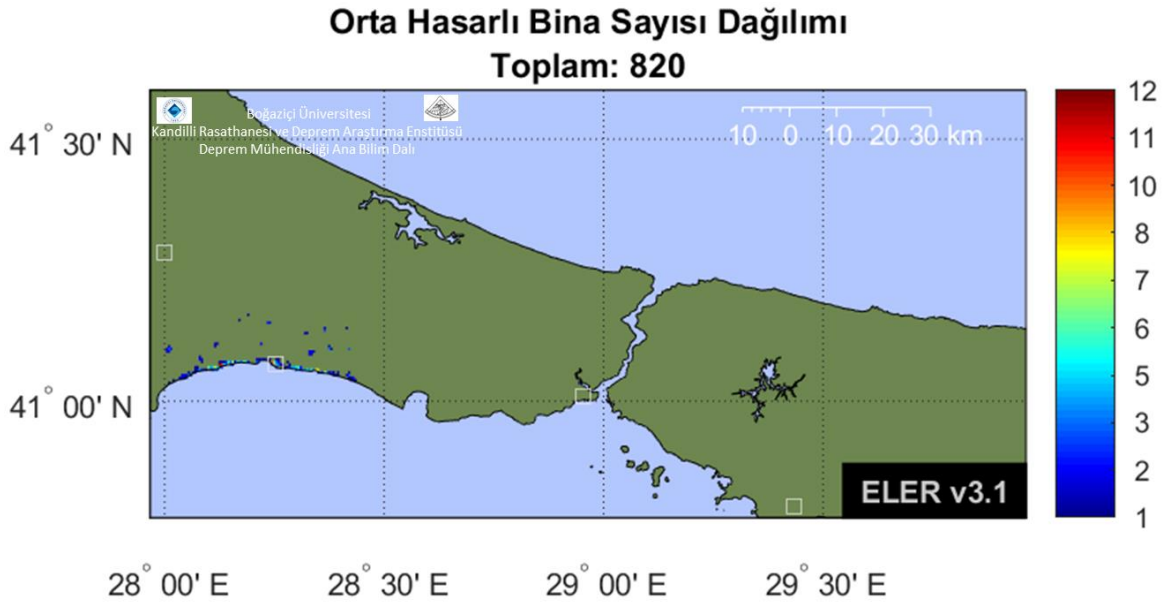 Orta Hasarlı Bina Sayısı Dağılımı
Toplam: 820
Boğaziçi Üniversitesi
Kandilli Rasathanesi ve Deprem Araştırma Enstitüsü
Deprem Mühendisliği Ana Bilim Dalı
10 0 10 20 30 km
41° 30' N
41° 00' N
28° 00' E
28° 30' E
29° 00' E
29° 30' E
12
11
10
8
7
6
5
3
2
1
ELER v3.1